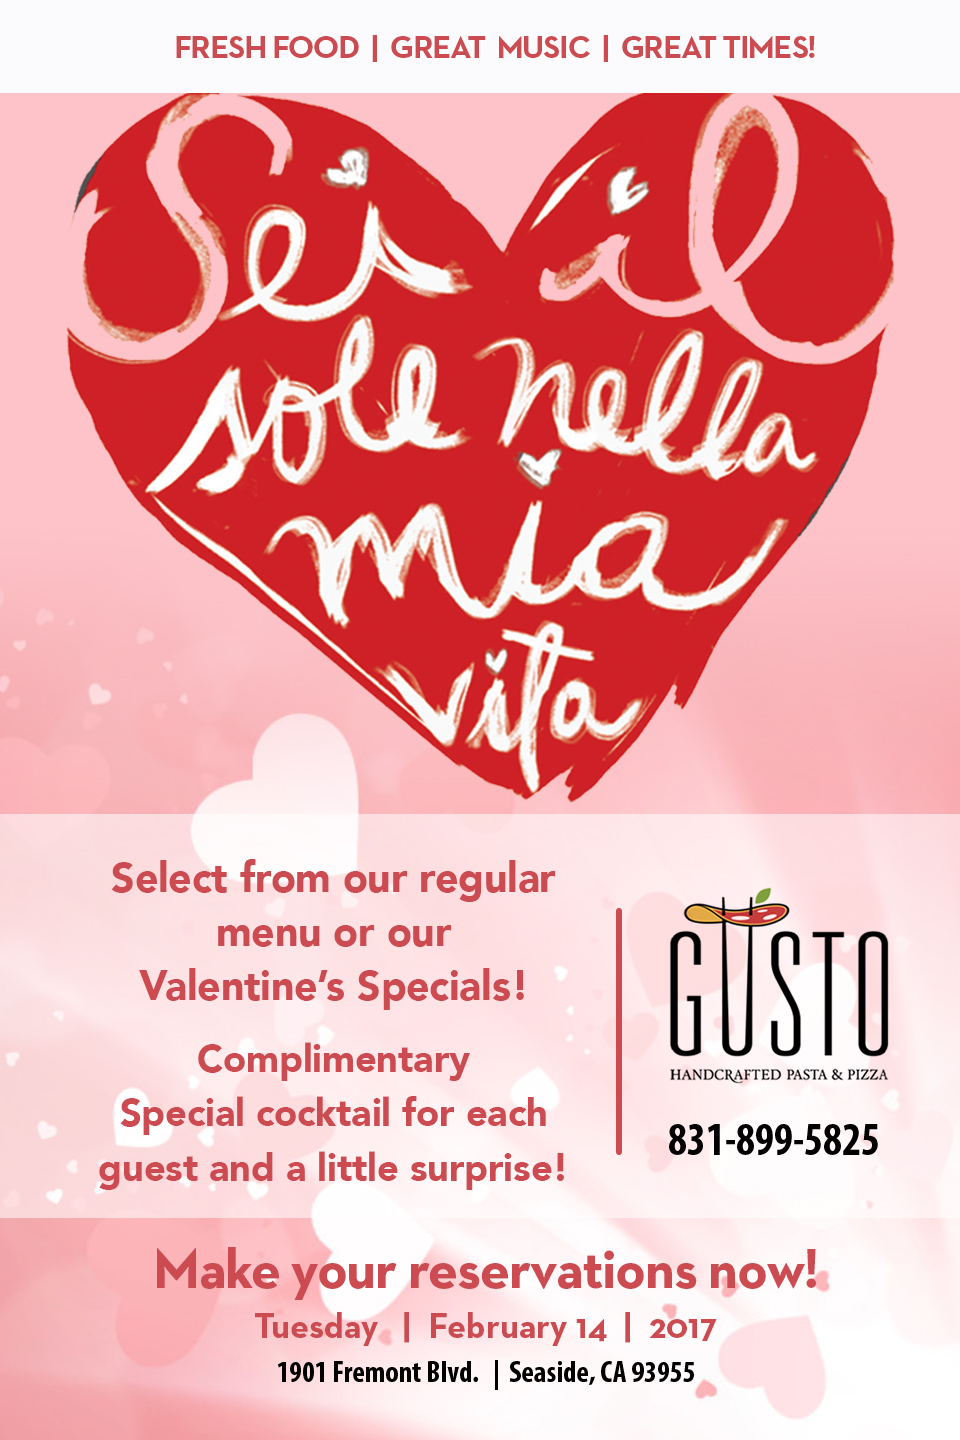 FRESH FOOD | GREAT MUSIC | GREAT TIMES!
Sei il
sole nella
mia
vita
Select from our regular
menu or our
Valentine's Specials!
Complimentary
Special cocktail for each
guest and a little surprise!
GUSTO
HANDCRAFTED PASTA & PIZZA
831-899-5825
Make your reservations now!
Tuesday | February 14 | 2017
1901 Fremont Blvd. | Seaside, CA 93955